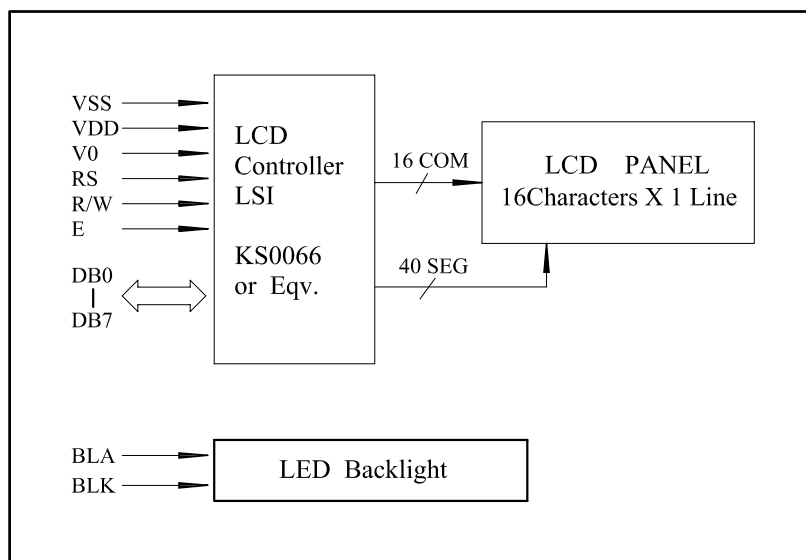 VSS
VDD
V0
RS
R/W
E
DB0
DB7
LCD
Controller
LSI
KS0066
or Eqv.
16 COM
40 SEG
LCD PANEL
16Characters X 1 Line
BLA
BLK
LED Backlight